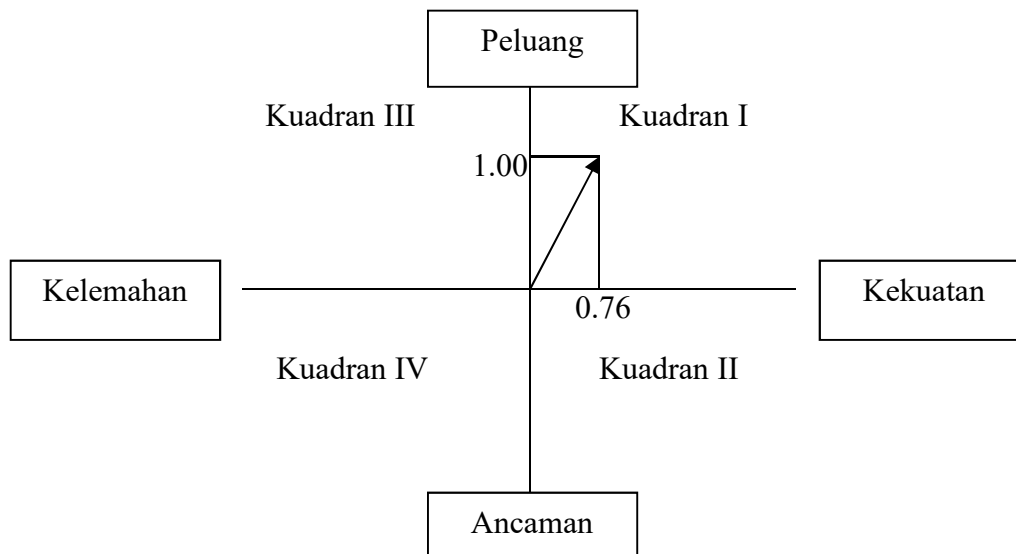 Peluang
Kuadran III
Kuadran I
1.00
Kelemahan
Kekuatan
0.76
Kuadran IV
Kuadran II
Ancaman